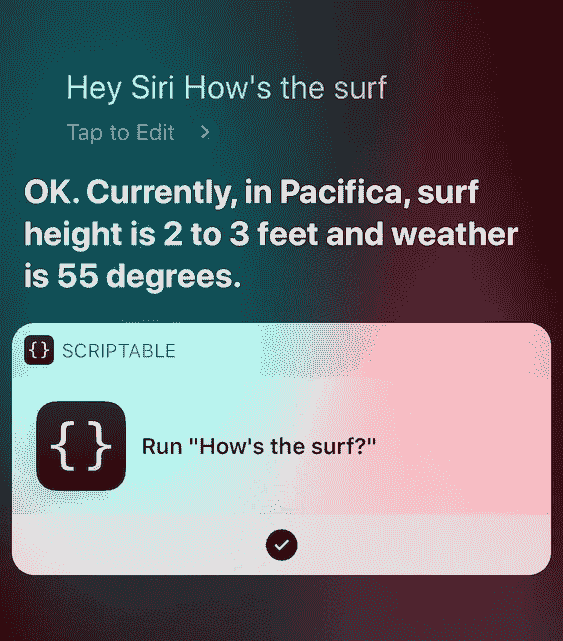 Hey Siri How's the surf
Tap to Edit >
OK. Currently, in Pacifica, surf
height is 2 to 3 feet and weather
is 55 degrees.
{} SCRIPTABLE
{} Run "How's the surf?"